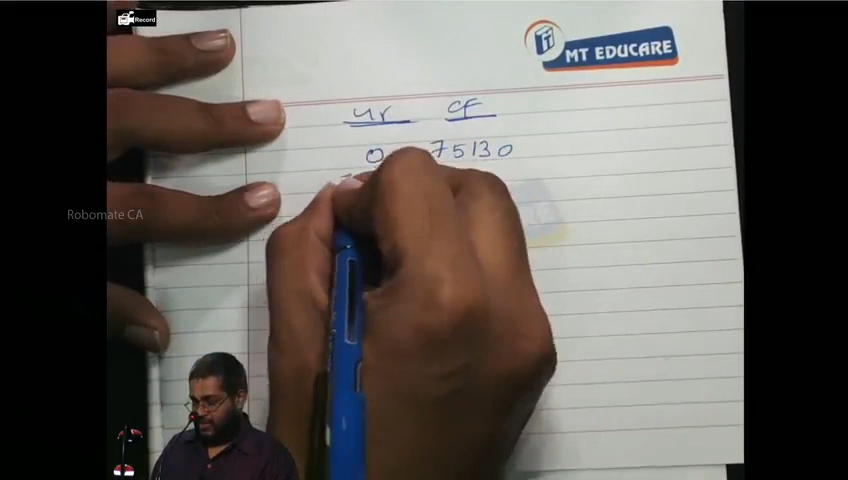 Record
MT EDUCARE
Yr CF
0 75130
Robomate CA